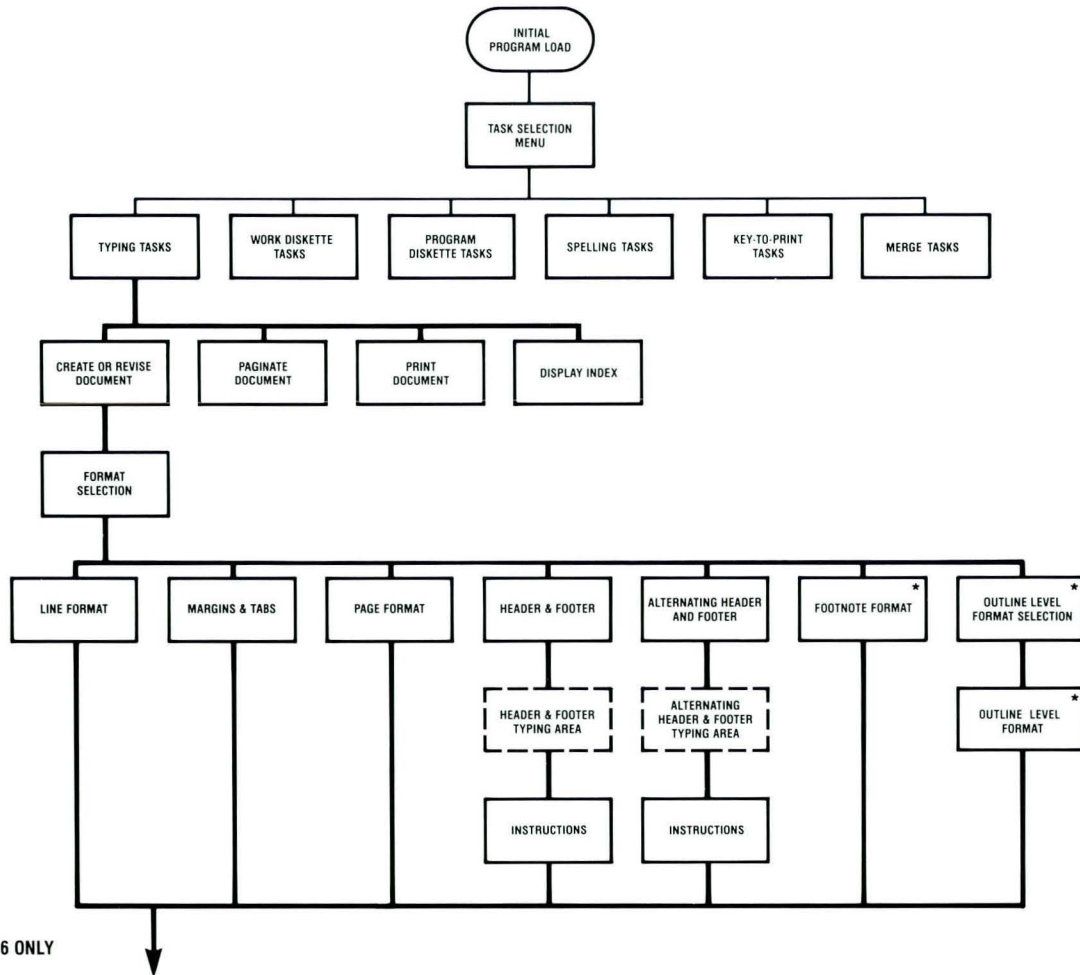 INITIAL
PROGRAM LOAD
TASK SELECTION
MENU
TYPING TASKS
WORK DISKETTE
TASKS
PROGRAM
DISKETTE TASKS
SPELLING TASKS
KEY-TO-PRINT
TASKS
MERGE TASKS
CREATE OR REVISE
DOCUMENT
PAGINATE
DOCUMENT
PRINT
DOCUMENT
DISPLAY INDEX
FORMAT
SELECTION
LINE FORMAT
MARGINS & TABS
PAGE FORMAT
HEADER & FOOTER
ALTERNATING HEADER
AND FOOTER
FOOTNOTE FORMAT *
OUTLINE LEVEL *
FORMAT SELECTION
HEADER & FOOTER
TYPING AREA
ALTERNATING
HEADER & FOOTER
TYPING AREA
OUTLINE LEVEL *
FORMAT
INSTRUCTIONS
INSTRUCTIONS
6 ONLY